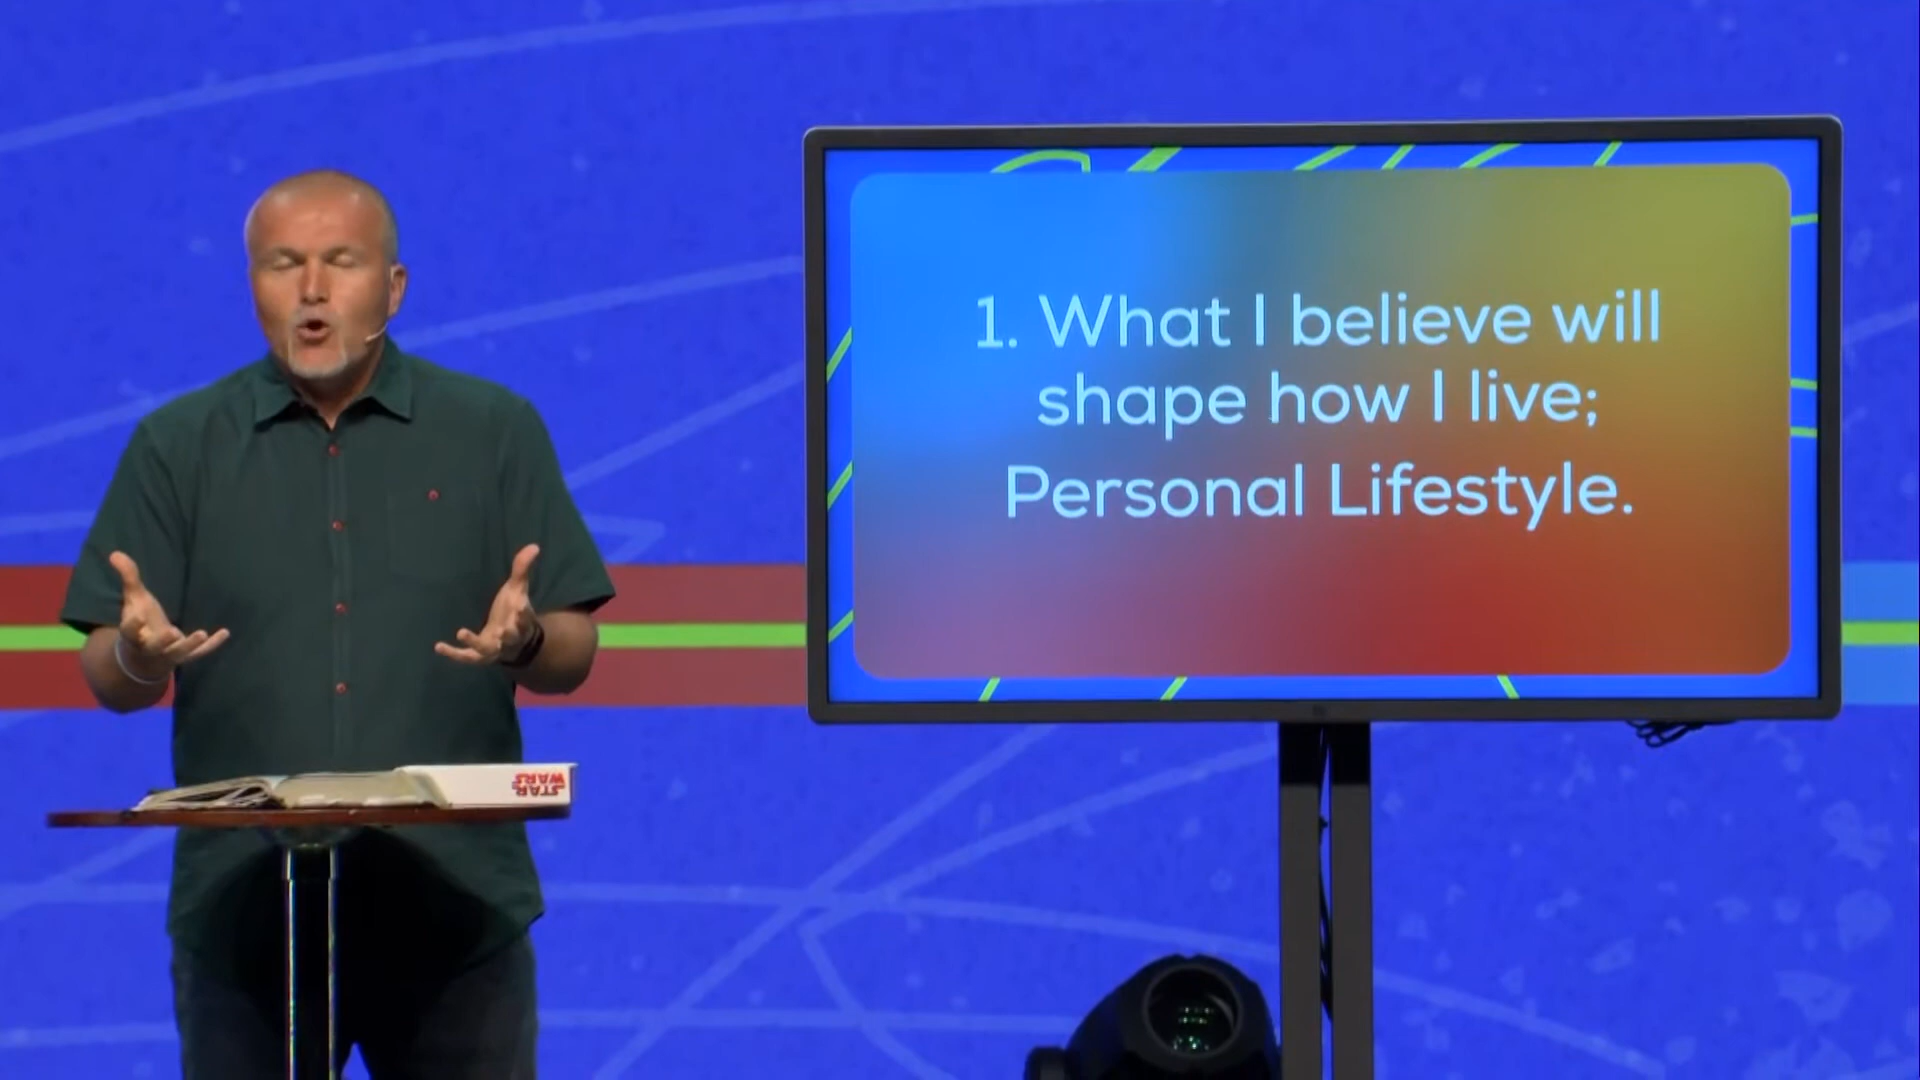 1. What I believe will
shape how I live;
Personal Lifestyle.
STAR
WARS